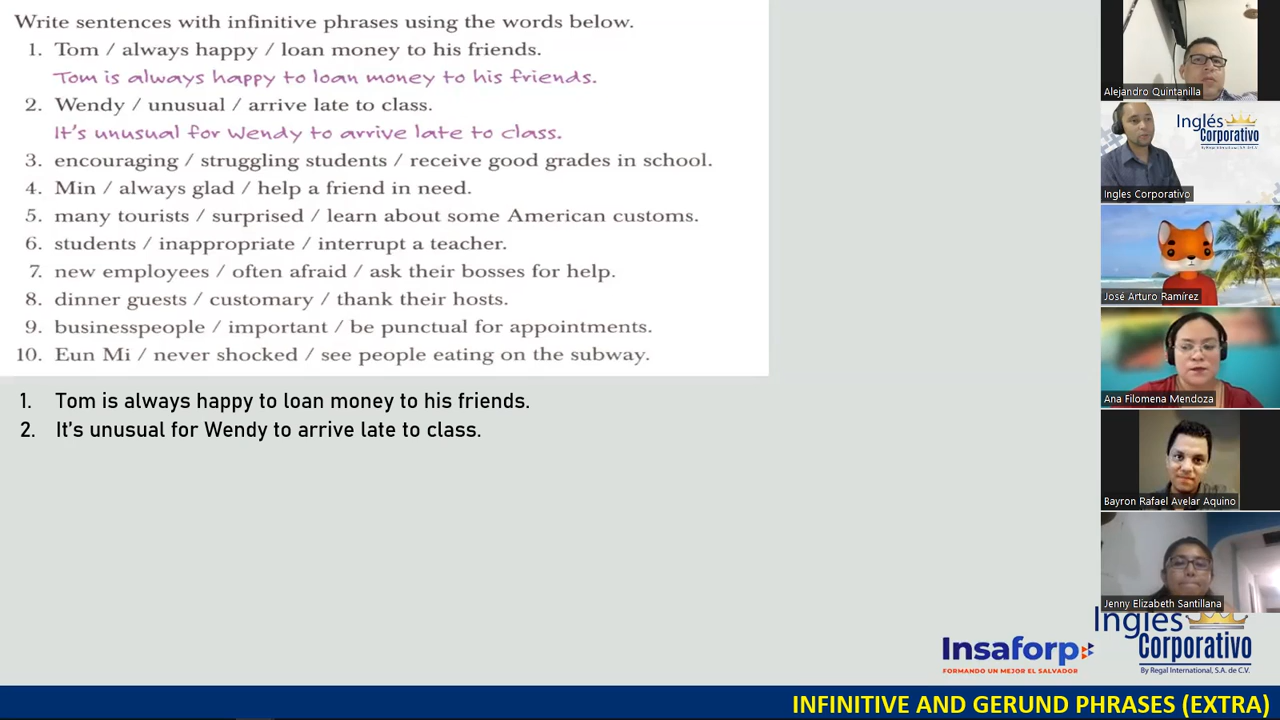 Write sentences with infinitive phrases using the words below.
1. Tom / always happy / loan money to his friends.
Tom is always happy to loan money to his friends.
2. Wendy / unusual / arrive late to class.
It's unusual for Wendy to arrive late to class.
3. encouraging / struggling students / receive good grades in school.
4. Min / always glad / help a friend in need.
5. many tourists / surprised / learn about some American customs.
6. students / inappropriate / interrupt a teacher.
7. new employees / often afraid / ask their bosses for help.
8. dinner guests / customary / thank their hosts.
9. businesspeople / important / be punctual for appointments.
10. Eun Mi / never shocked / see people eating on the subway.
1. Tom is always happy to loan money to his friends.
2. It's unusual for Wendy to arrive late to class.
Alejandro Quintanilla
Inglés
Corporativo
By Regal International, S.A. de C.V.
Ingles Corporativo
José Arturo Ramírez
Ana Filomena Mendoza
Bayron Rafael Avelar Aquino
Jenny Elizabeth Santillana
Insaforp
FORMANDO UN MEJOR EL SALVADOR
Inglés
Corporativo
By Regal International, S.A. de C.V.
INFINITIVE AND GERUND PHRASES (EXTRA)